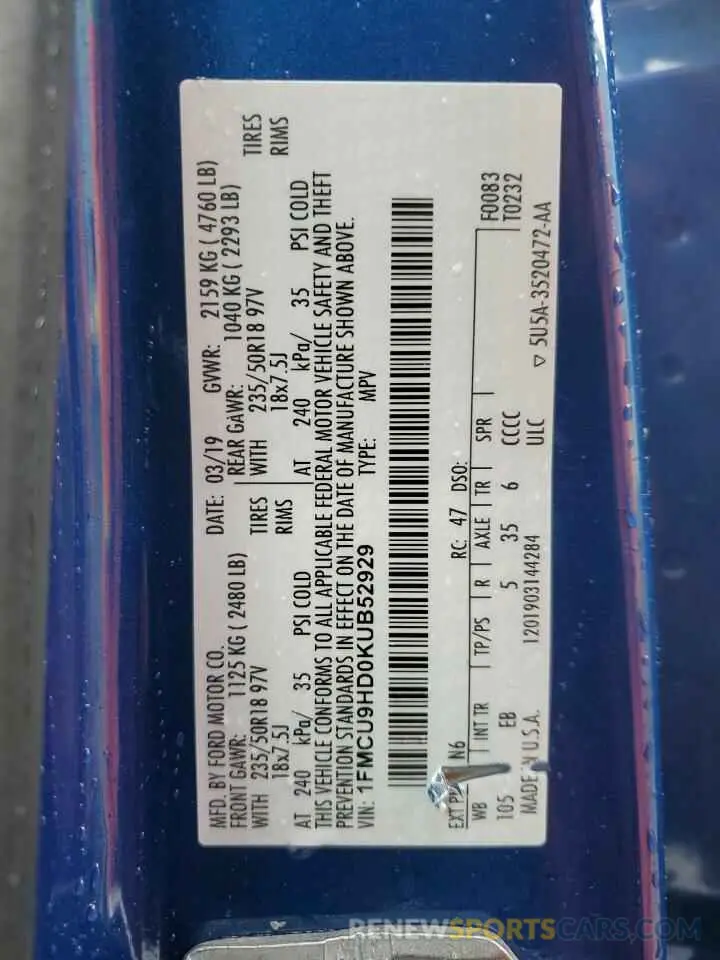 MFD. BY FORD MOTOR CO.
DATE: 03/19 GVWR: 2159 KG ( 4760 LB)
FRONT GAWR: 1125 KG ( 2480 LB) REAR GAWR: 1040 KG ( 2293 LB)
WITH 235/50R18 97V TIRES WITH 235/50R18 97V TIRES
18x7.5J RIMS 18x7.5J RIMS
AT 240 kPa/ 35 PSI COLD AT 240 kPa/ 35 PSI COLD
THIS VEHICLE CONFORMS TO ALL APPLICABLE FEDERAL MOTOR VEHICLE SAFETY AND THEFT
PREVENTION STANDARDS IN EFFECT ON THE DATE OF MANUFACTURE SHOWN ABOVE.
VIN: 1FMCU9HD0KUB52929 TYPE: MPV
EXT N6 RC: 47 DSO: F0083
WB INT TR TP/PS R AXLE TR SPR T0232
105 EB 5 35 6 CCCC
U.S.A. 1201903144284 ULC ▽ 5U5A-3520472-AA
RENEWSPORTSCARS.COM